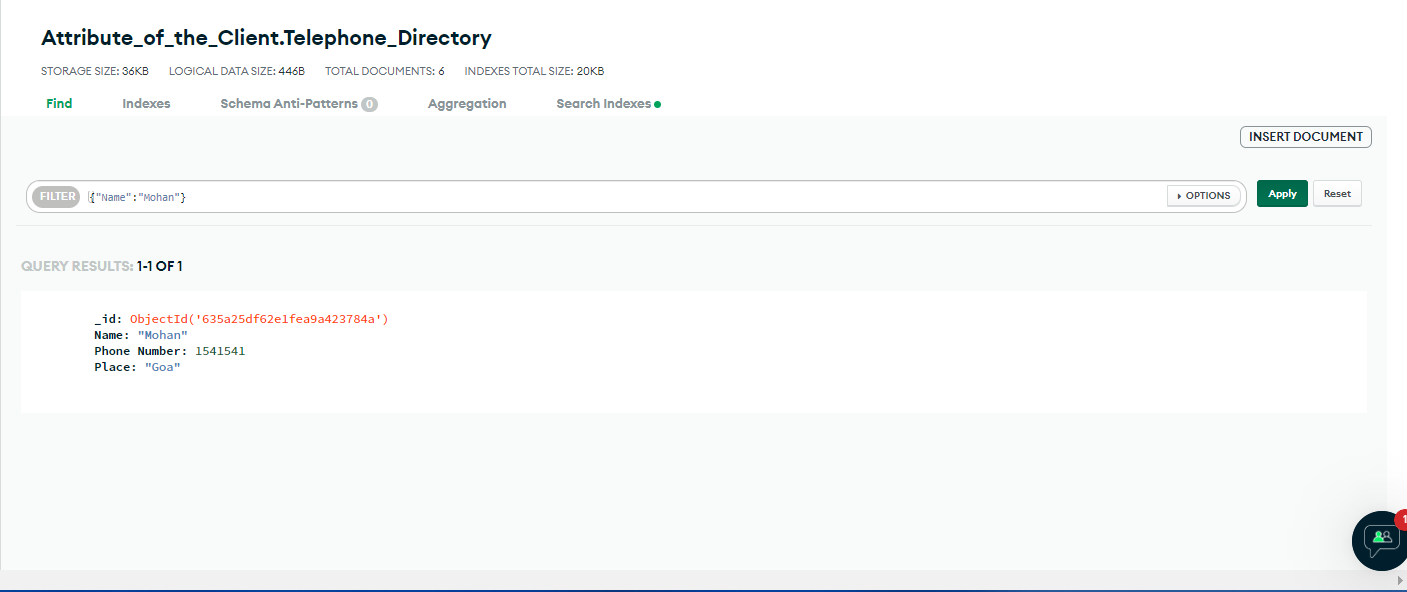 Attribute_of_the_Client.Telephone_Directory
STORAGE SIZE: 36KB LOGICAL DATA SIZE: 446B TOTAL DOCUMENTS: 6 INDEXES TOTAL SIZE: 20KB
Find Indexes Schema Anti-Patterns 0 Aggregation Search Indexes
INSERT DOCUMENT
FILTER {"Name":"Mohan"} OPTIONS Apply Reset
QUERY RESULTS: 1-1 OF 1
_id: ObjectId('635a25df62e1fea9a423784a')
Name: "Mohan"
Phone Number: 1541541
Place: "Goa"
1